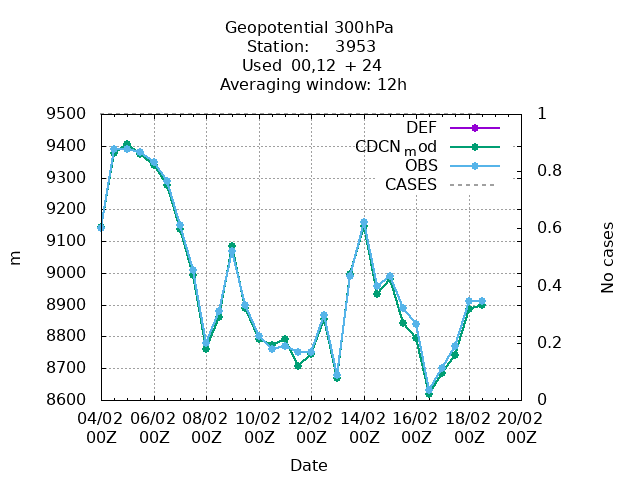 Geopotential 300hPa
Station: 3953
Used 00,12 + 24
Averaging window: 12h
9500
9400
9300
9200
9100
9000
8900
8800
8700
8600
m
1
0.8
0.6
0.4
0.2
0
No cases
DEF
CDCN_mod
OBS
CASES
04/02 06/02 08/02 10/02 12/02 14/02 16/02 18/02 20/02
00Z 00Z 00Z 00Z 00Z 00Z 00Z 00Z 00Z
Date